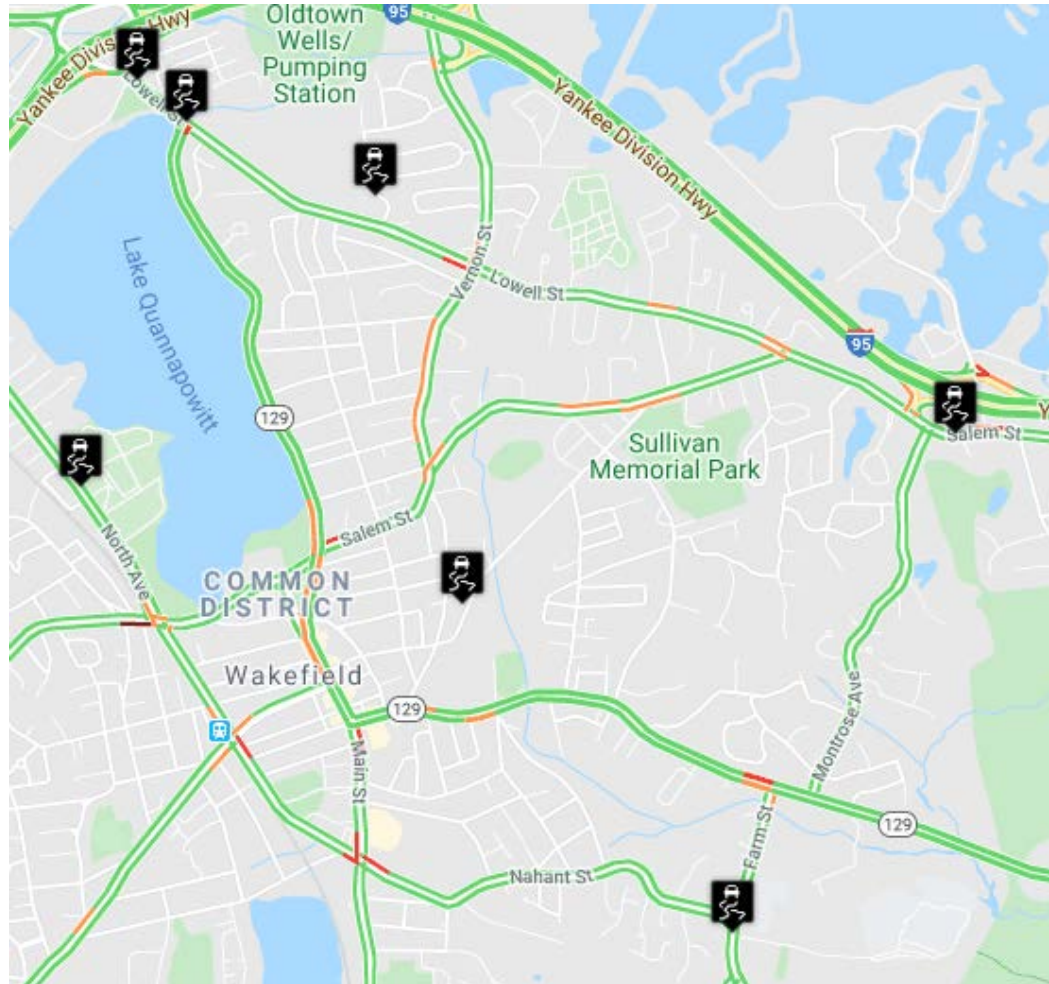 Oldtown
Wells/
Pumping
Station
95
Yankee Division Hwy
Lowell St
Yankee Division Hwy
Lake Quannapowitt
Vernon St
Lowell St
95
129
Sullivan
Memorial Park
Salem St
Y
North Ave
Salem St
COMMON
DISTRICT
Wakefield
129
Main St
Montrose Ave
Farm St
129
Nahant St